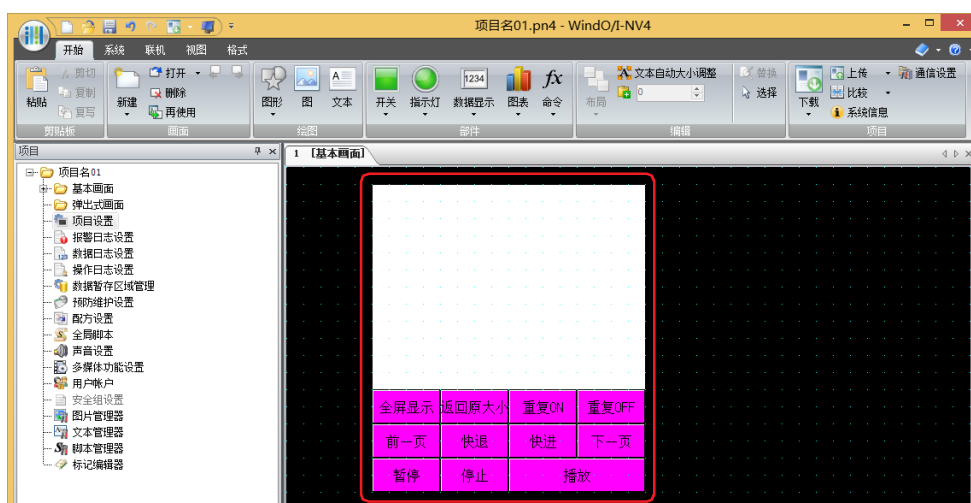 项目名01.pn4 - WindO/I-NV4
开始 系统 联机 视图 格式
粘贴 剪切 复制 复写
新建 打开 删除 再使用
图形 图 文本
开关 指示灯 1234 数据显示 图表 fx 命令
布局 文本自动大小调整 0
替换 选择
下载 上传 比较 系统信息 通信设置
剪贴板 画面 绘图 部件 编辑 项目
项目
1 [基本画面]
项目名01
基本画面
弹出式画面
项目设置
报警日志设置
数据日志设置
操作日志设置
数据暂存区域管理
预防维护设置
配方设置
全局脚本
声音设置
多媒体功能设置
用户帐户
安全组设置
图片管理器
文本管理器
脚本管理器
标记编辑器
全屏显示 返回原大小 重复ON 重复OFF
前一页 快退 快进 下一页
暂停 停止 播放